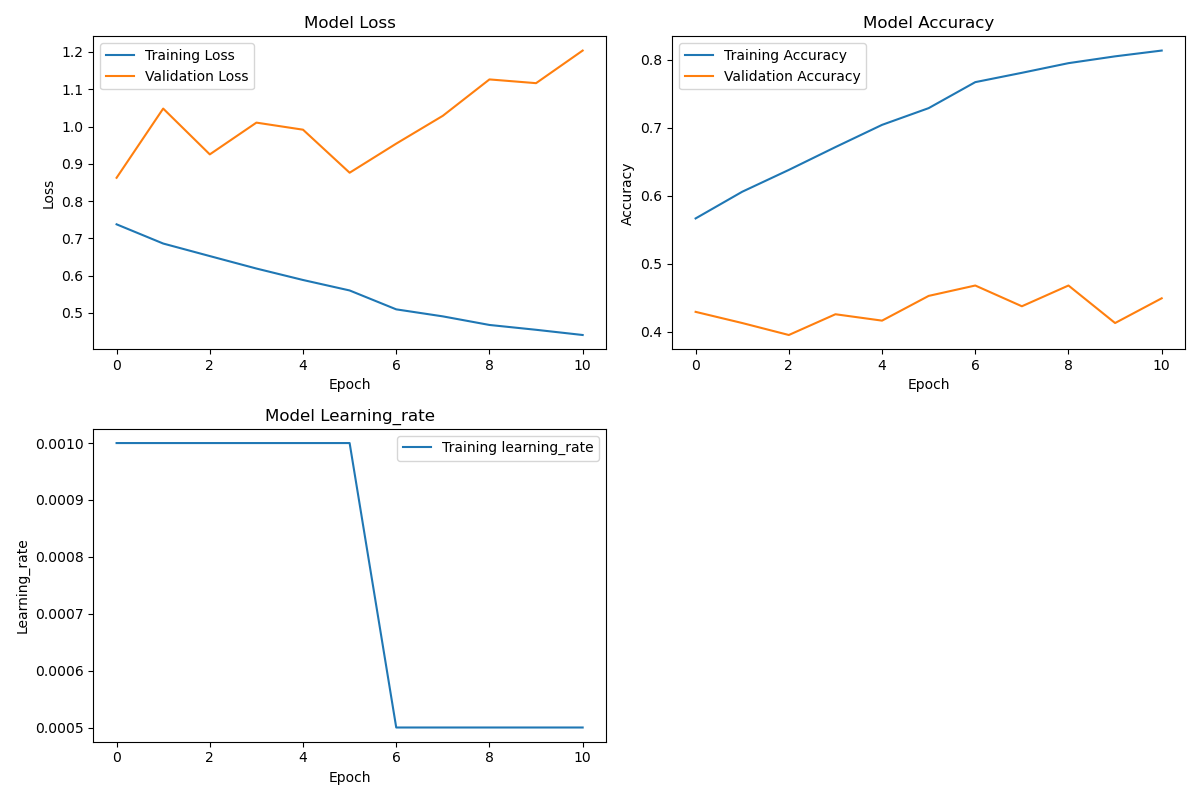 Model Loss
Training Loss
Validation Loss
1.2
1.1
1.0
0.9
0.8
0.7
0.6
0.5
Loss
0 2 4 6 8 10
Epoch
Model Accuracy
Training Accuracy
Validation Accuracy
0.8
0.7
0.6
0.5
0.4
Accuracy
0 2 4 6 8 10
Epoch
Model Learning_rate
Training learning_rate
0.0010
0.0009
0.0008
0.0007
0.0006
0.0005
Learning_rate
0 2 4 6 8 10
Epoch